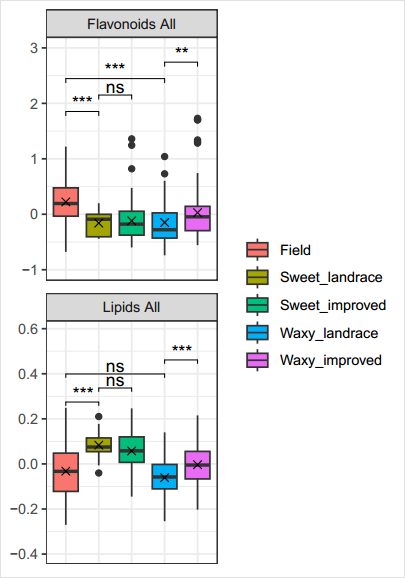 Flavonoids All
3
2
1
0
−1
***
ns
***
**
Lipids All
0.6
0.4
0.2
0.0
−0.2
−0.4
ns
***
ns
***
Field
Sweet_landrace
Sweet_improved
Waxy_landrace
Waxy_improved